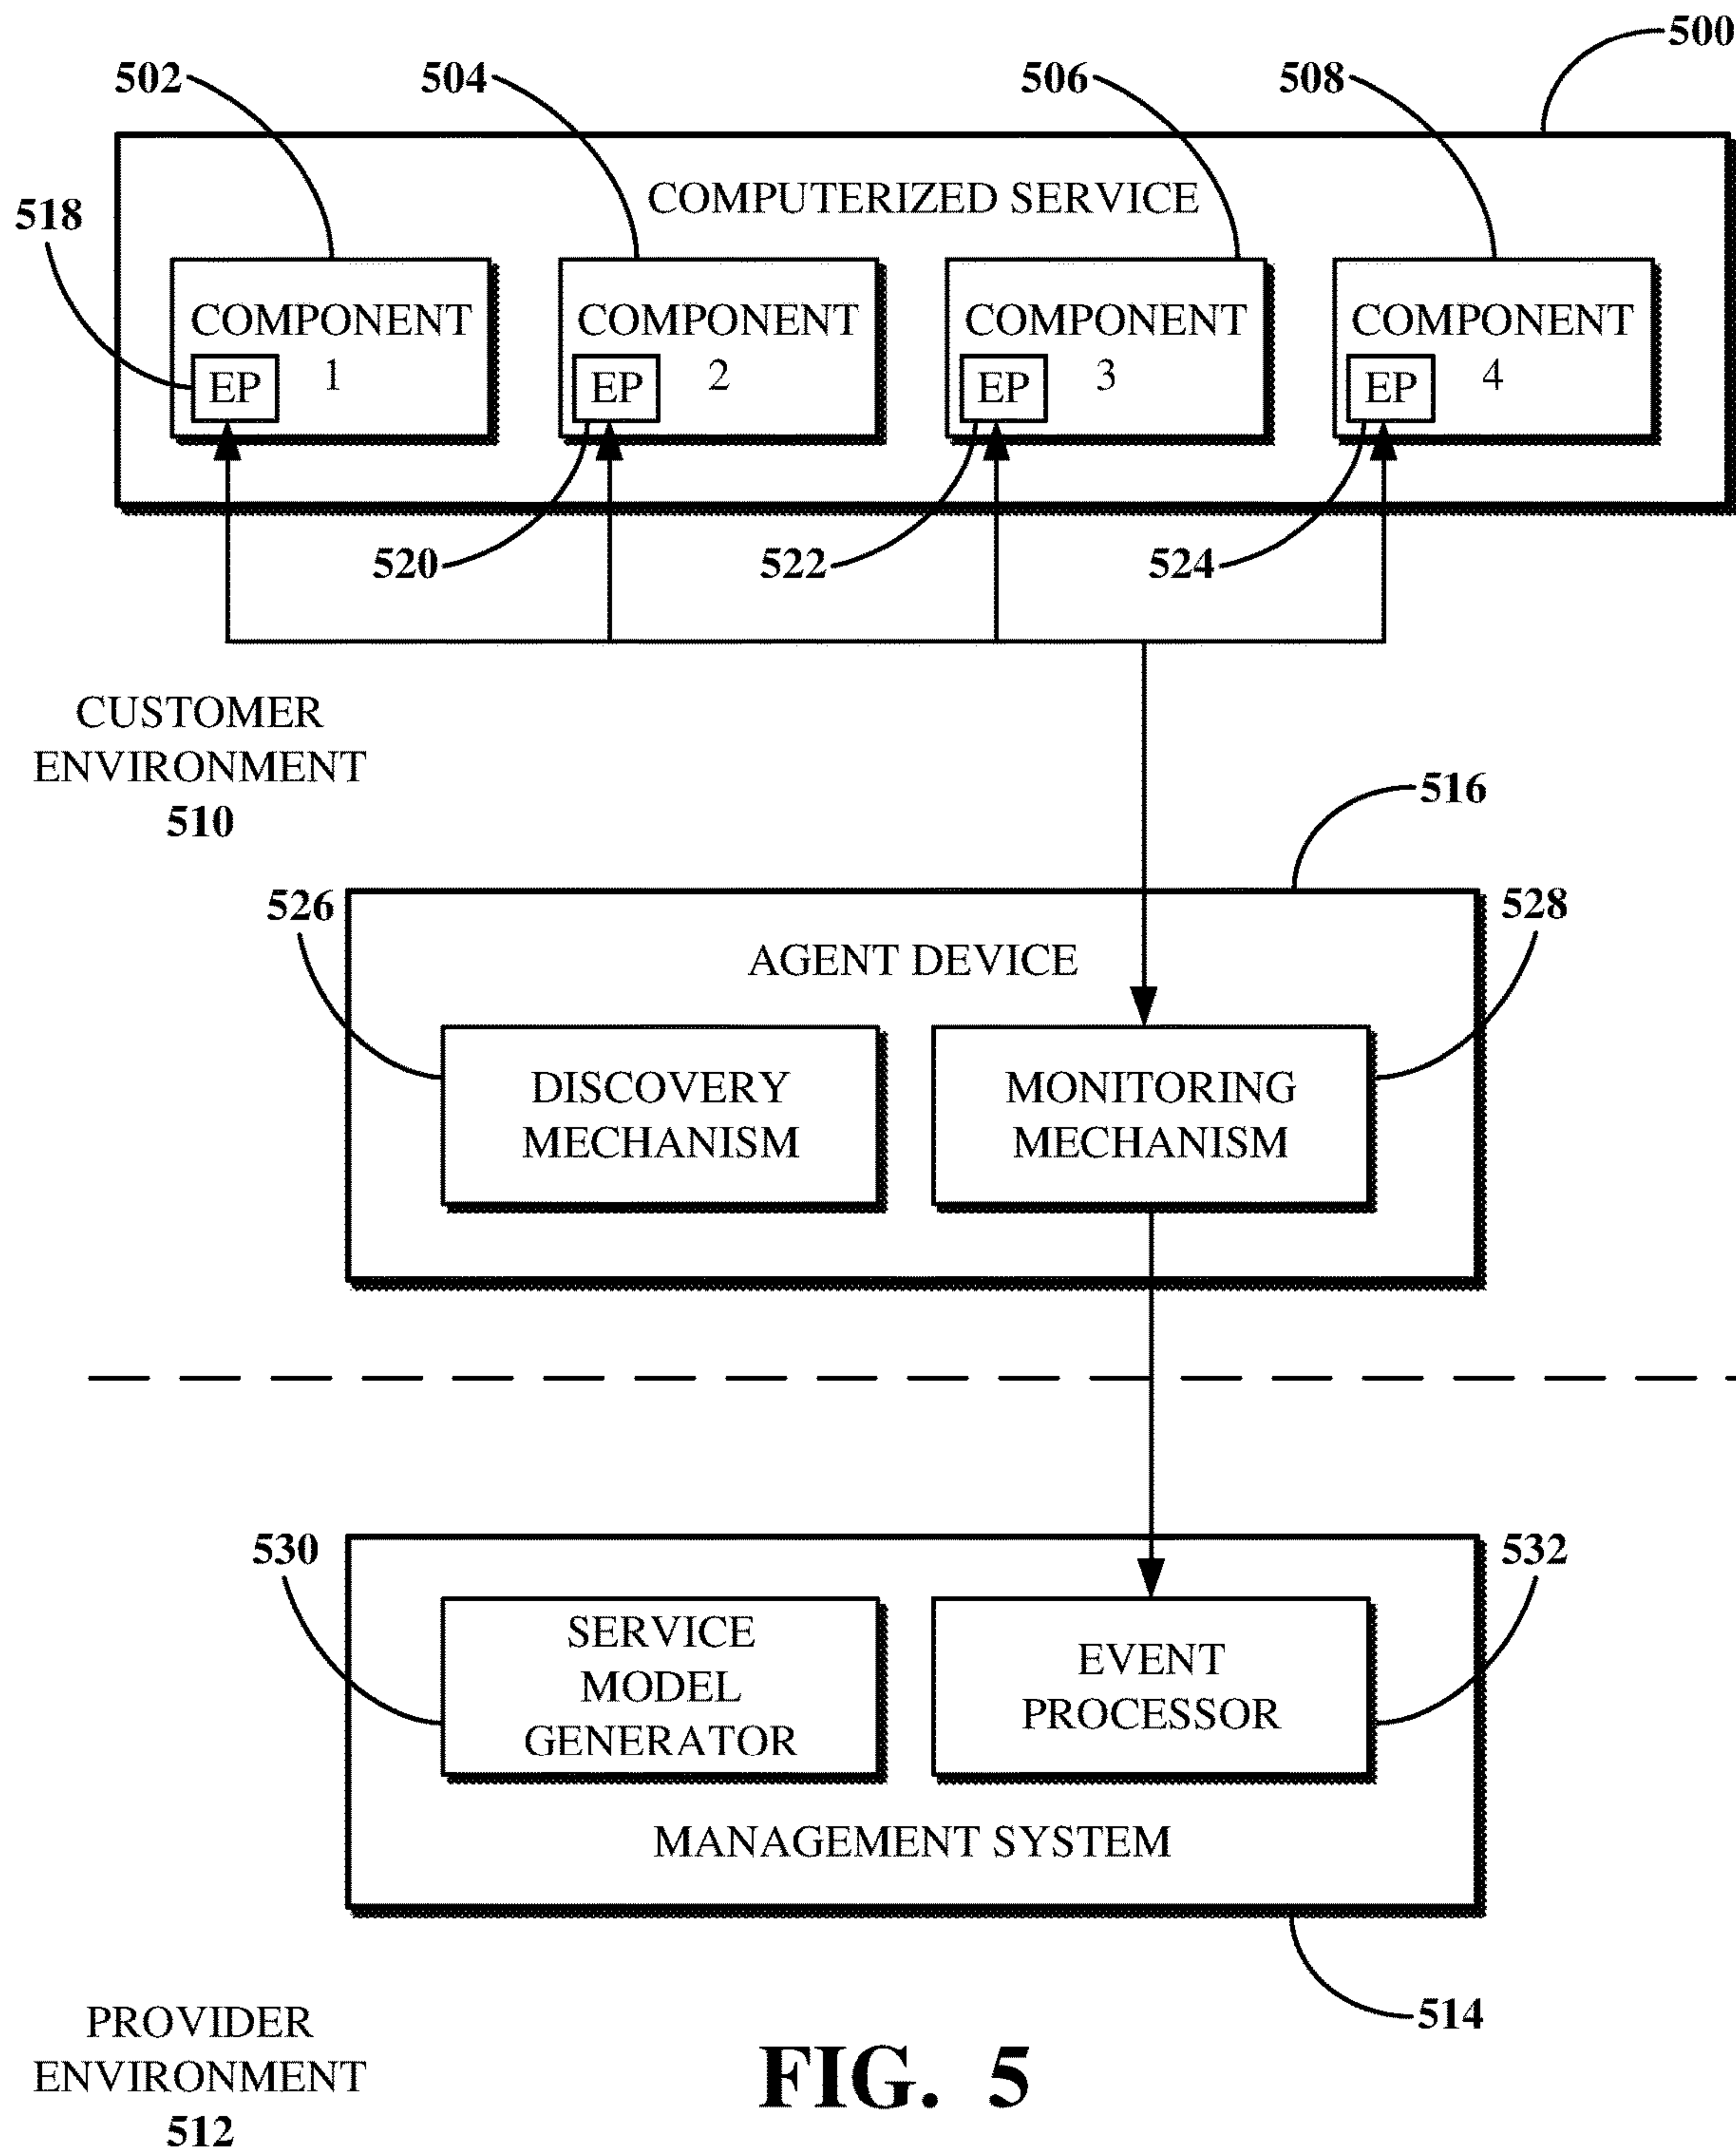 500
502
504
506
508
COMPUTERIZED SERVICE
518
COMPONENT
1
EP
COMPONENT
2
EP
COMPONENT
3
EP
COMPONENT
4
EP
520
522
524
CUSTOMER
ENVIRONMENT
510
516
526
528
AGENT DEVICE
DISCOVERY
MECHANISM
MONITORING
MECHANISM
530
532
SERVICE
MODEL
GENERATOR
EVENT
PROCESSOR
MANAGEMENT SYSTEM
514
PROVIDER
ENVIRONMENT
512
FIG. 5